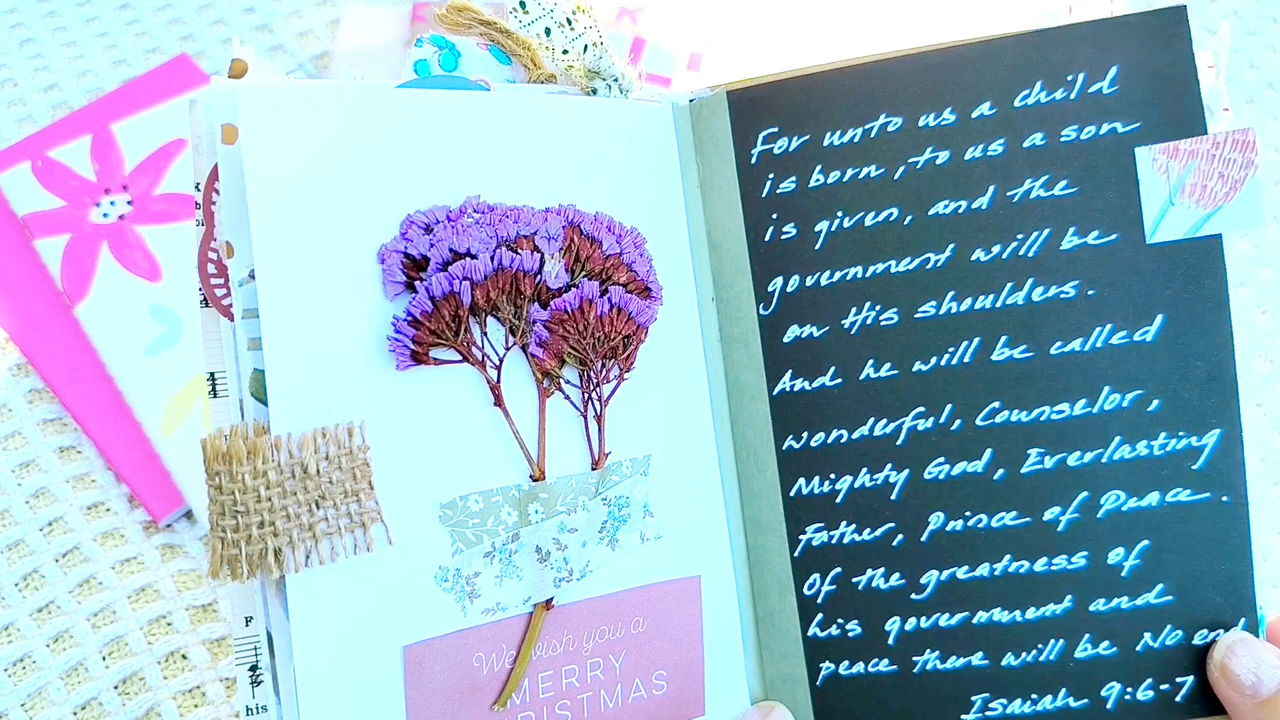 We wish you a
MERRY
CHRISTMAS
For unto us a child
is born, to us a son
is given, and the
government will be
on His shoulders.
And he will be called
wonderful, Counselor,
Mighty God, Everlasting
Father, Prince of Peace.
Of the greatness of
his government and
peace there will be No end
Isaiah 9:6-7
F
his